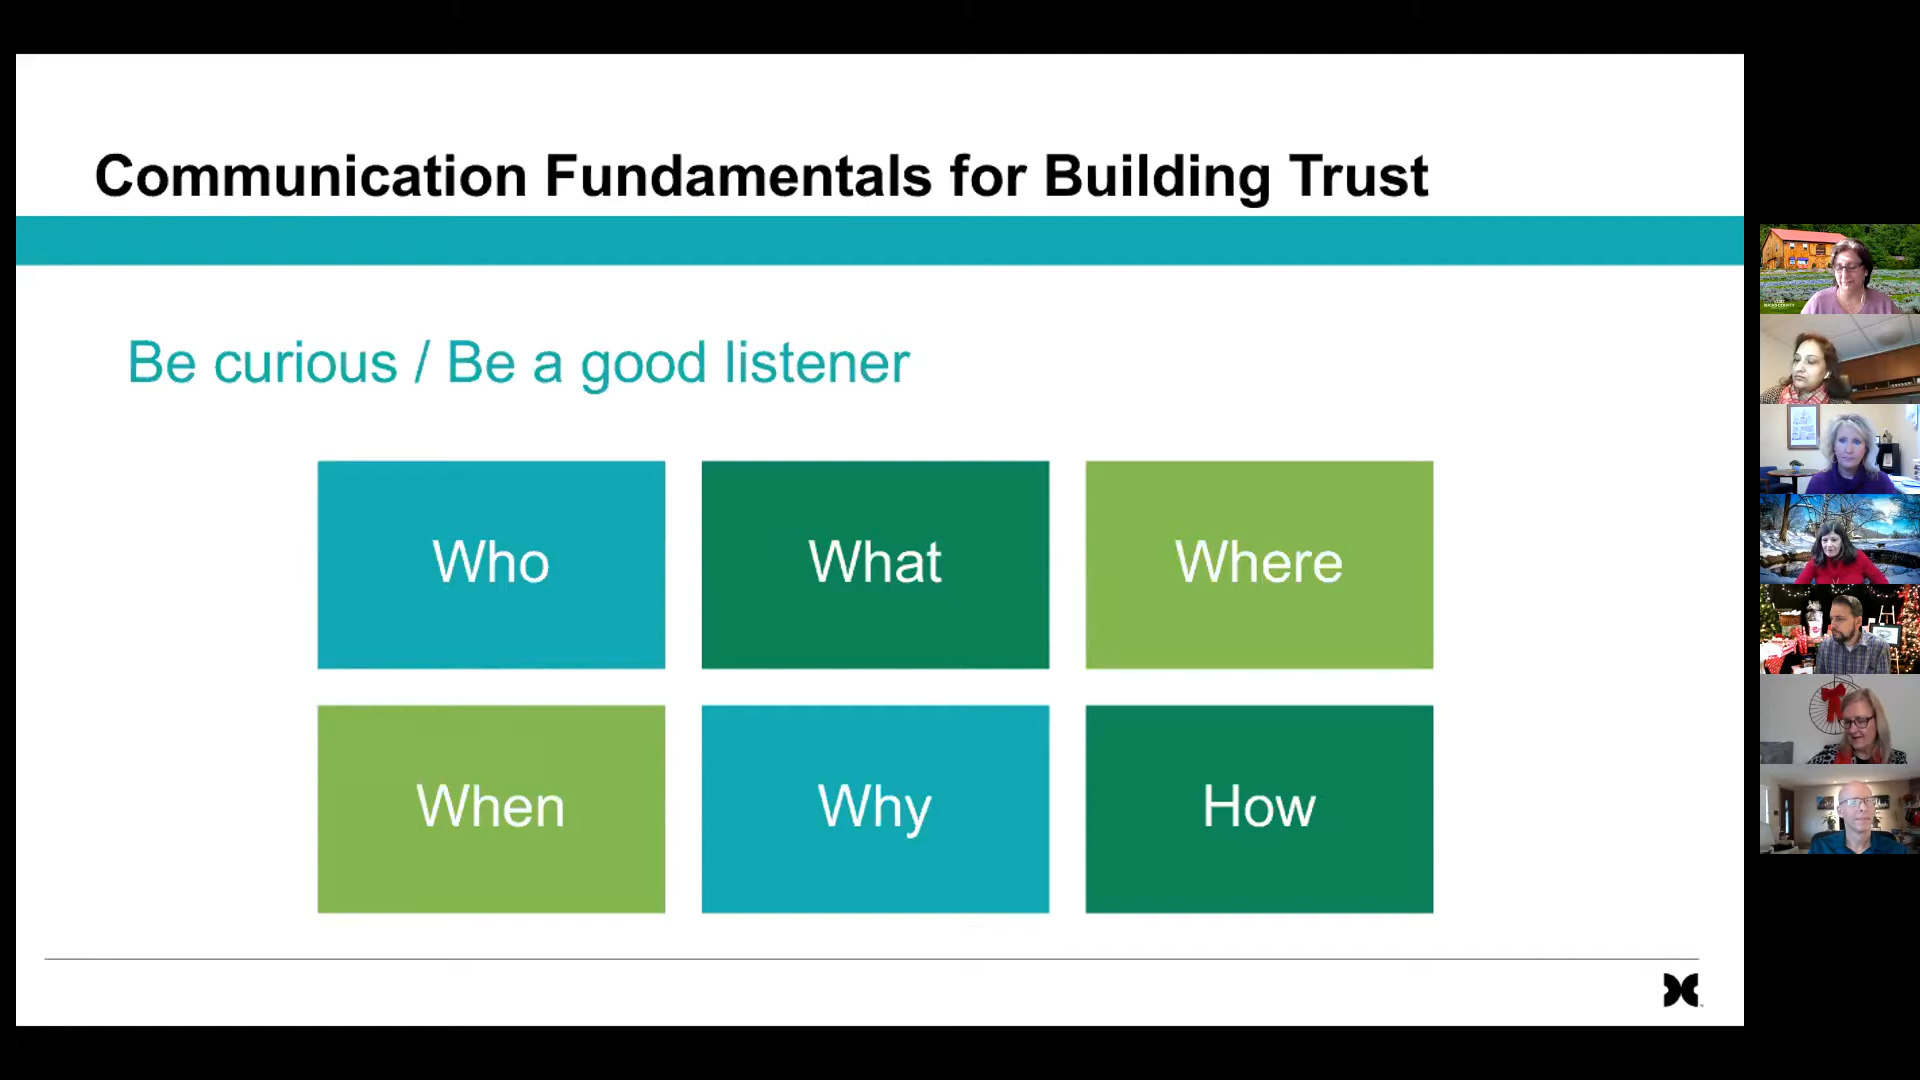 Communication Fundamentals for Building Trust
Be curious / Be a good listener
Who
What
Where
When
Why
How